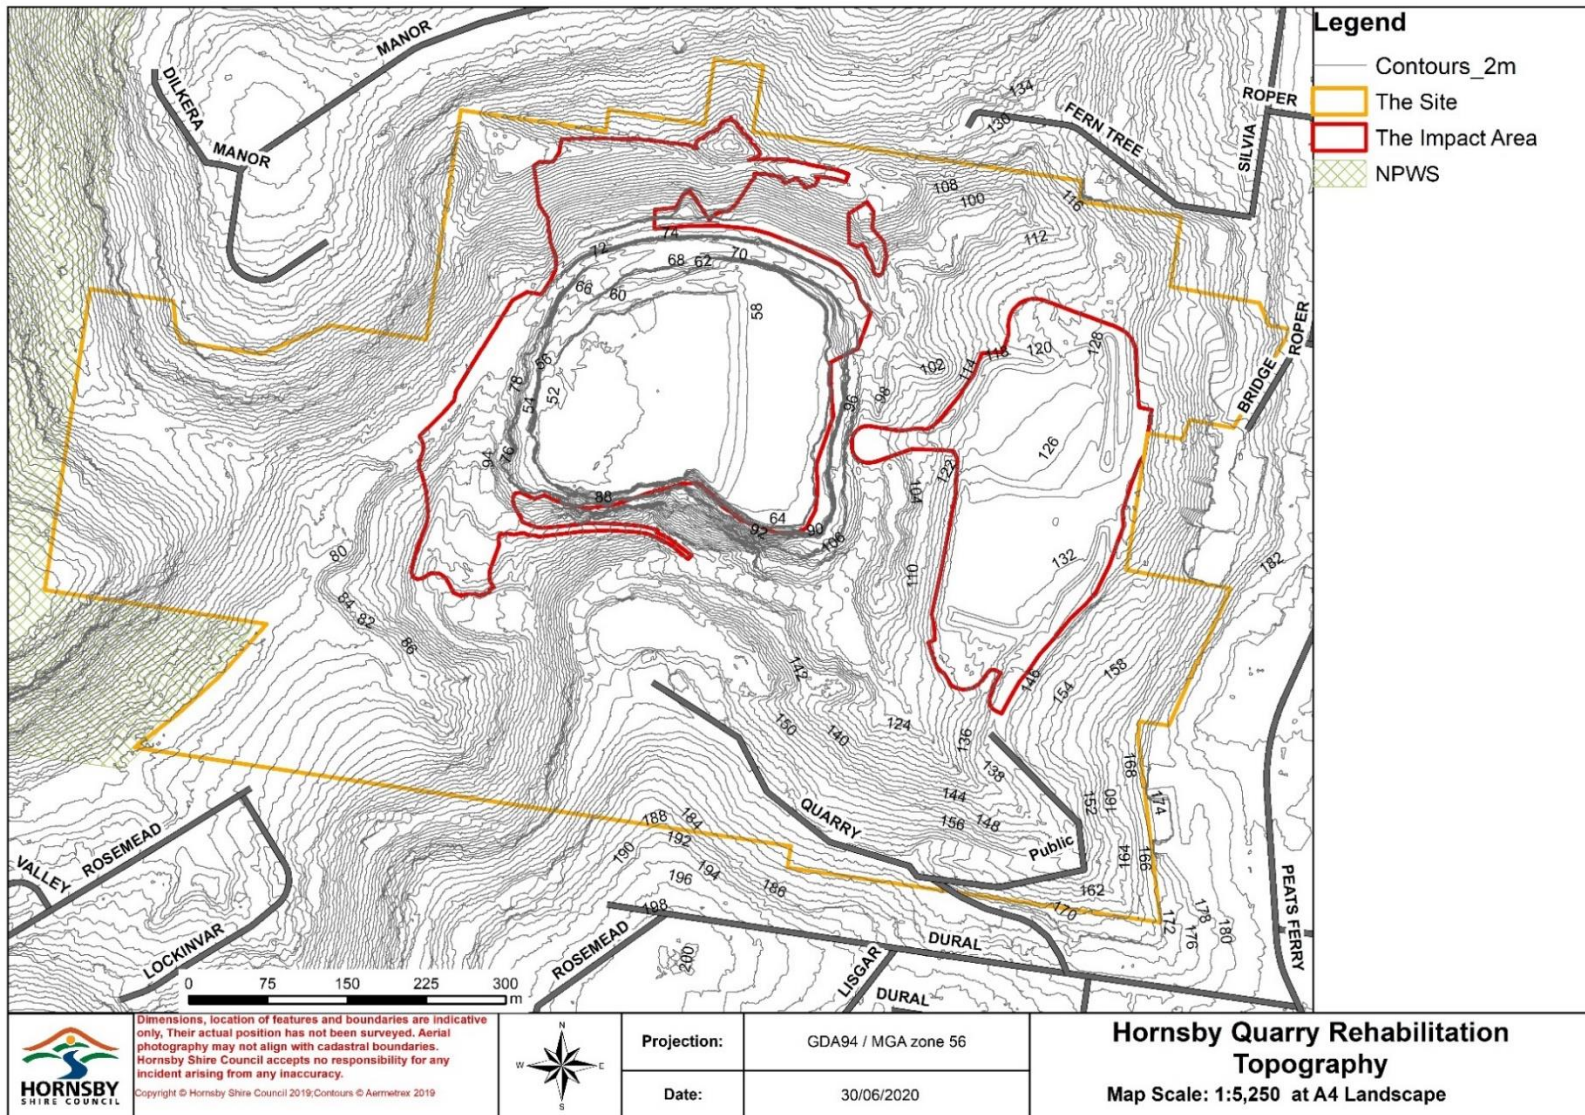 Legend
Contours_2m
The Site
The Impact Area
NPWS
MANOR
DILKERA
MANOR
134
130
FERN TREE
ROPER
SILVIA
108
100
116
112
74
72
68
62
70
66
60
58
56
78
54
52
94
76
96
98
102
114
118
120
128
ROPER
BRIDGE
126
122
104
88
64
92
90
106
110
132
182
80
84
82
86
142
146
154
158
150
140
124
136
138
168
144
148
156
152
160
174
QUARRY
Public
164
166
188
184
192
190
194
196
186
198
162
170
172
178
176
180
PEATS FERRY
VALLEY
ROSEMEAD
LOCKINVAR
ROSEMEAD
200
DURAL
LISGAR
DURAL
0 75 150 225 300
m
HORNSBY
SHIRE COUNCIL
Dimensions, location of features and boundaries are indicative
only, Their actual position has not been surveyed. Aerial
photography may not align with cadastral boundaries.
Hornsby Shire Council accepts no responsibility for any
incident arising from any inaccuracy.
Copyright © Hornsby Shire Council 2019;Contours © Aermetrex 2019
N
W E
S
Projection: GDA94 / MGA zone 56
Date: 30/06/2020
Hornsby Quarry Rehabilitation
Topography
Map Scale: 1:5,250 at A4 Landscape